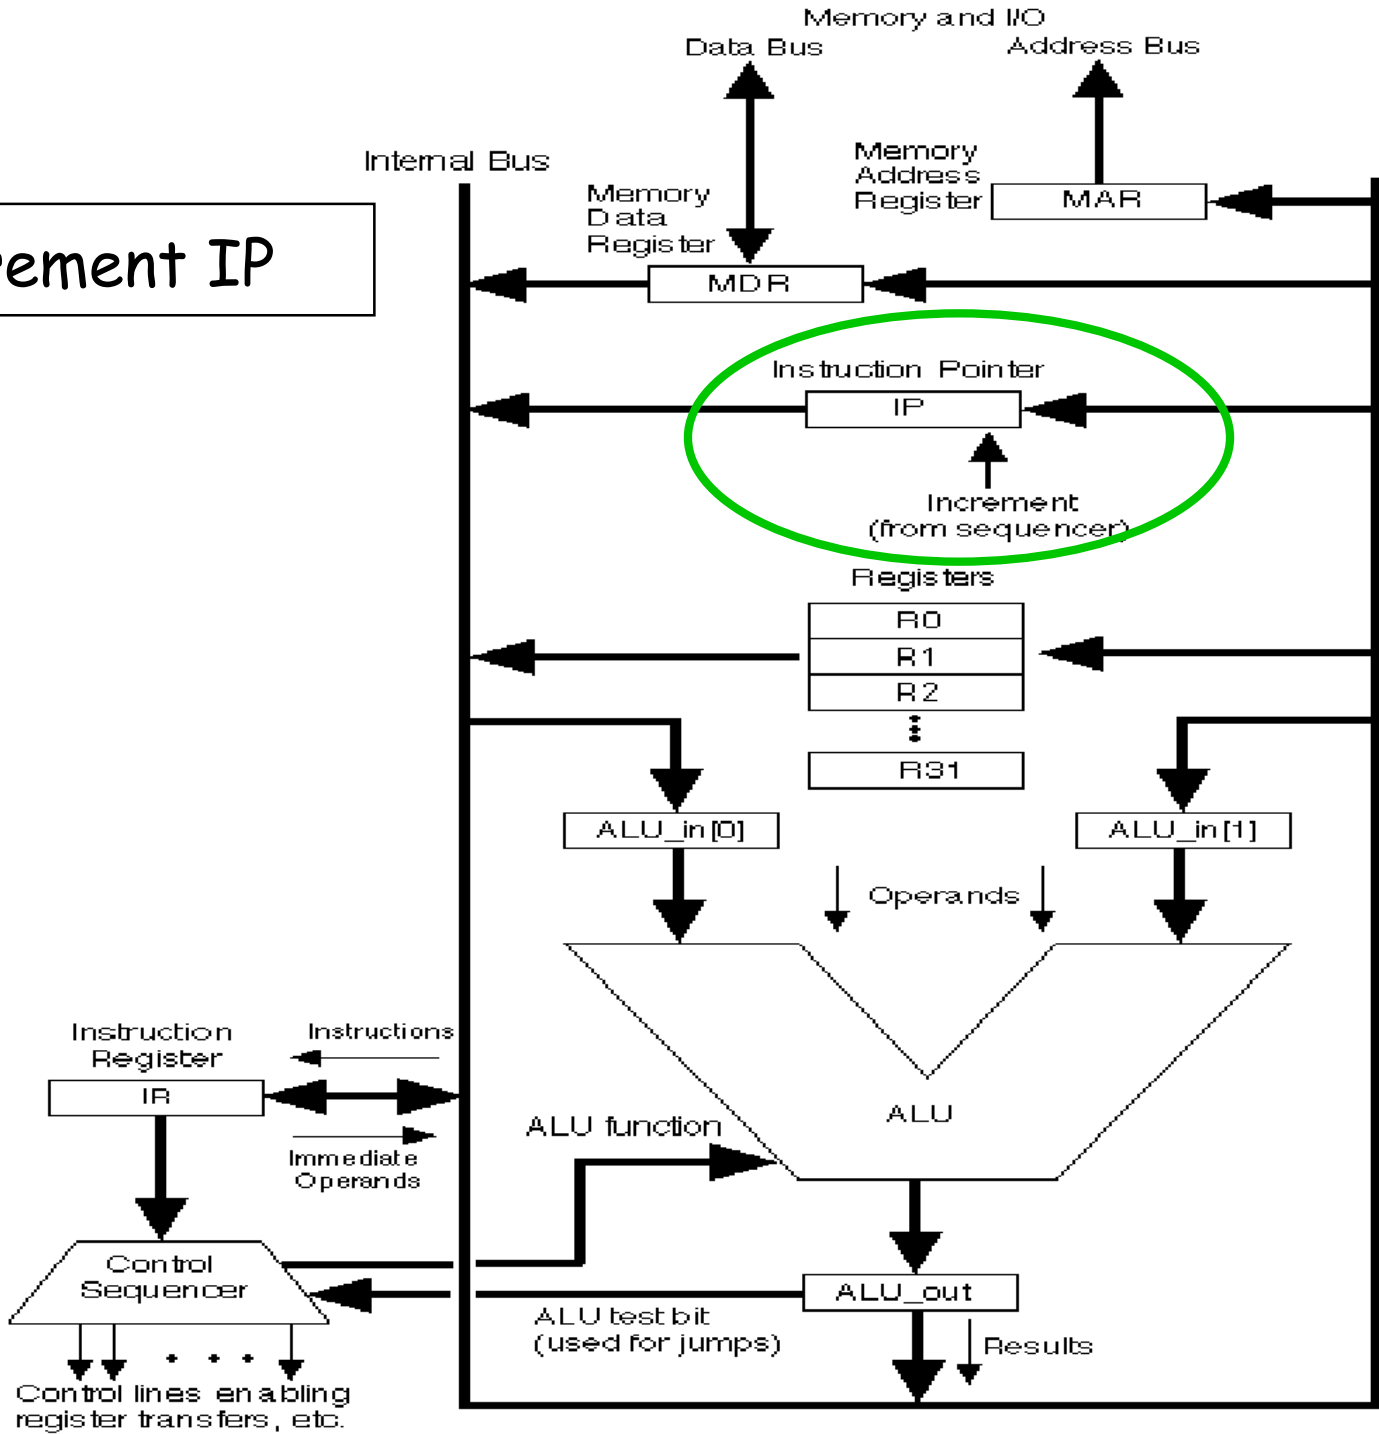 Memory and I/O
Data Bus
Address Bus
Internal Bus
Memory
Address
Register
MAR
Memory
Data
Register
MDR
rement IP
Instruction Pointer
IP
Increment
(from sequencer)
Registers
R0
R1
R2
R31
ALU_in[0]
ALU_in[1]
Operands
Instruction
Register
Instructions
IR
ALU
ALU function
Immediate
Operands
Control
Sequencer
ALU_out
ALU test bit
(used for jumps)
Results
Control lines enabling
register transfers, etc.